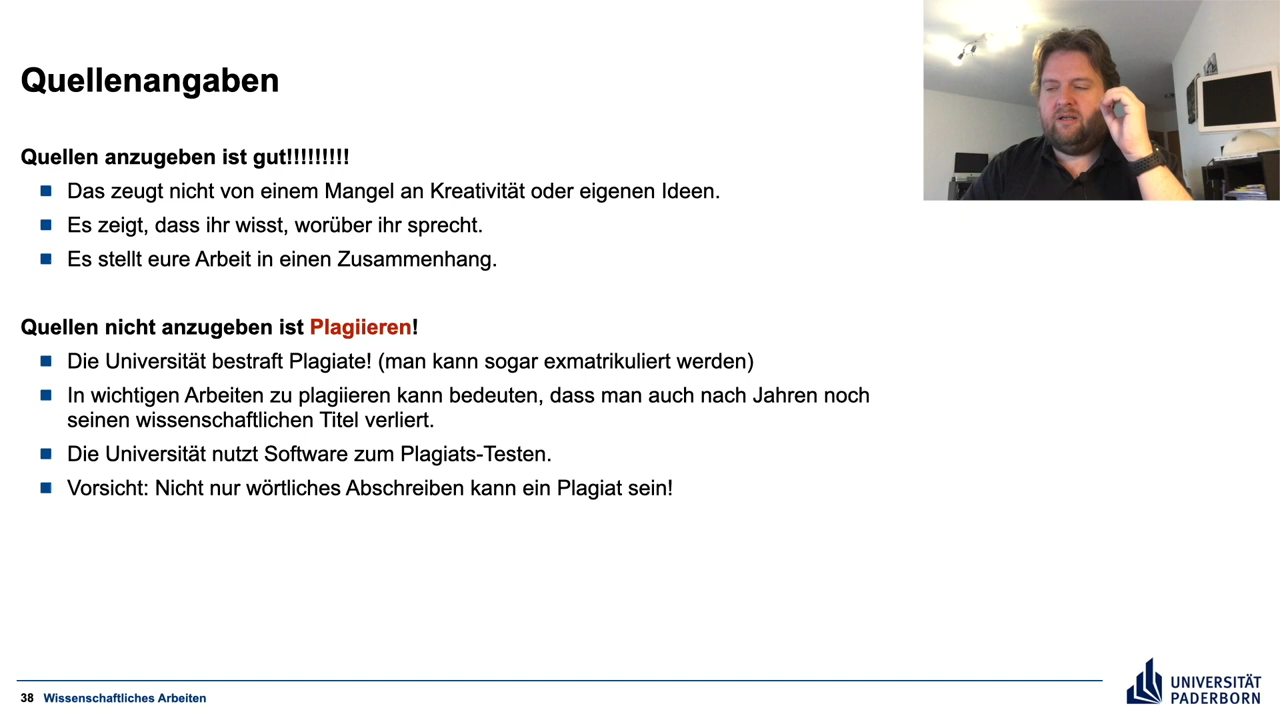 Quellenangaben
Quellen anzugeben ist gut!!!!!!!!!
Das zeugt nicht von einem Mangel an Kreativität oder eigenen Ideen.
Es zeigt, dass ihr wisst, worüber ihr sprecht.
Es stellt eure Arbeit in einen Zusammenhang.
Quellen nicht anzugeben ist Plagiieren!
Die Universität bestraft Plagiate! (man kann sogar exmatrikuliert werden)
In wichtigen Arbeiten zu plagiieren kann bedeuten, dass man auch nach Jahren noch
seinen wissenschaftlichen Titel verliert.
Die Universität nutzt Software zum Plagiats-Testen.
Vorsicht: Nicht nur wörtliches Abschreiben kann ein Plagiat sein!
38 Wissenschaftliches Arbeiten
UNIVERSITÄT
PADERBORN